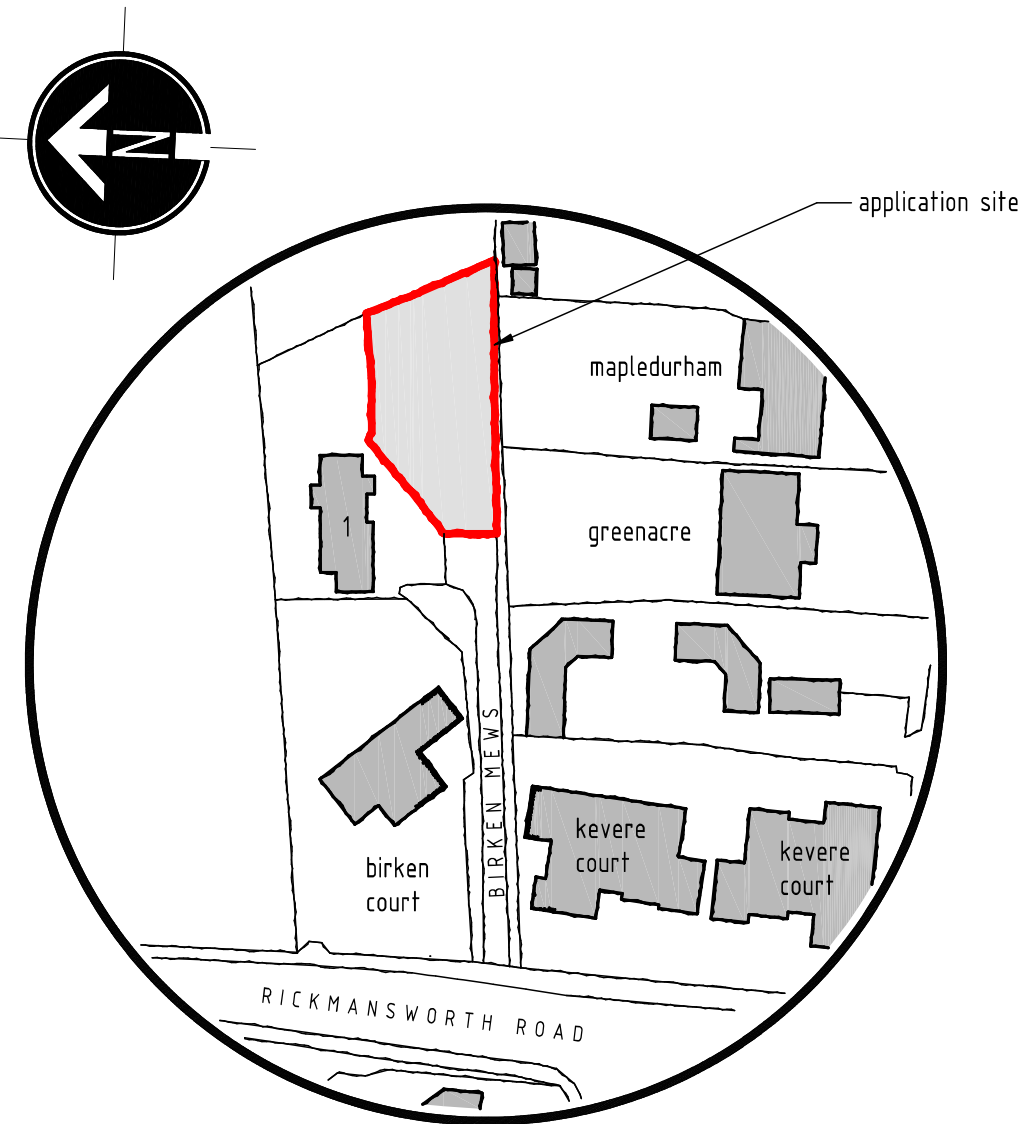 N
application site
mapledurham
1
greenacre
BIRKEN MEWS
kevere
court
kevere
court
birken
court
RICKMANSWORTH ROAD